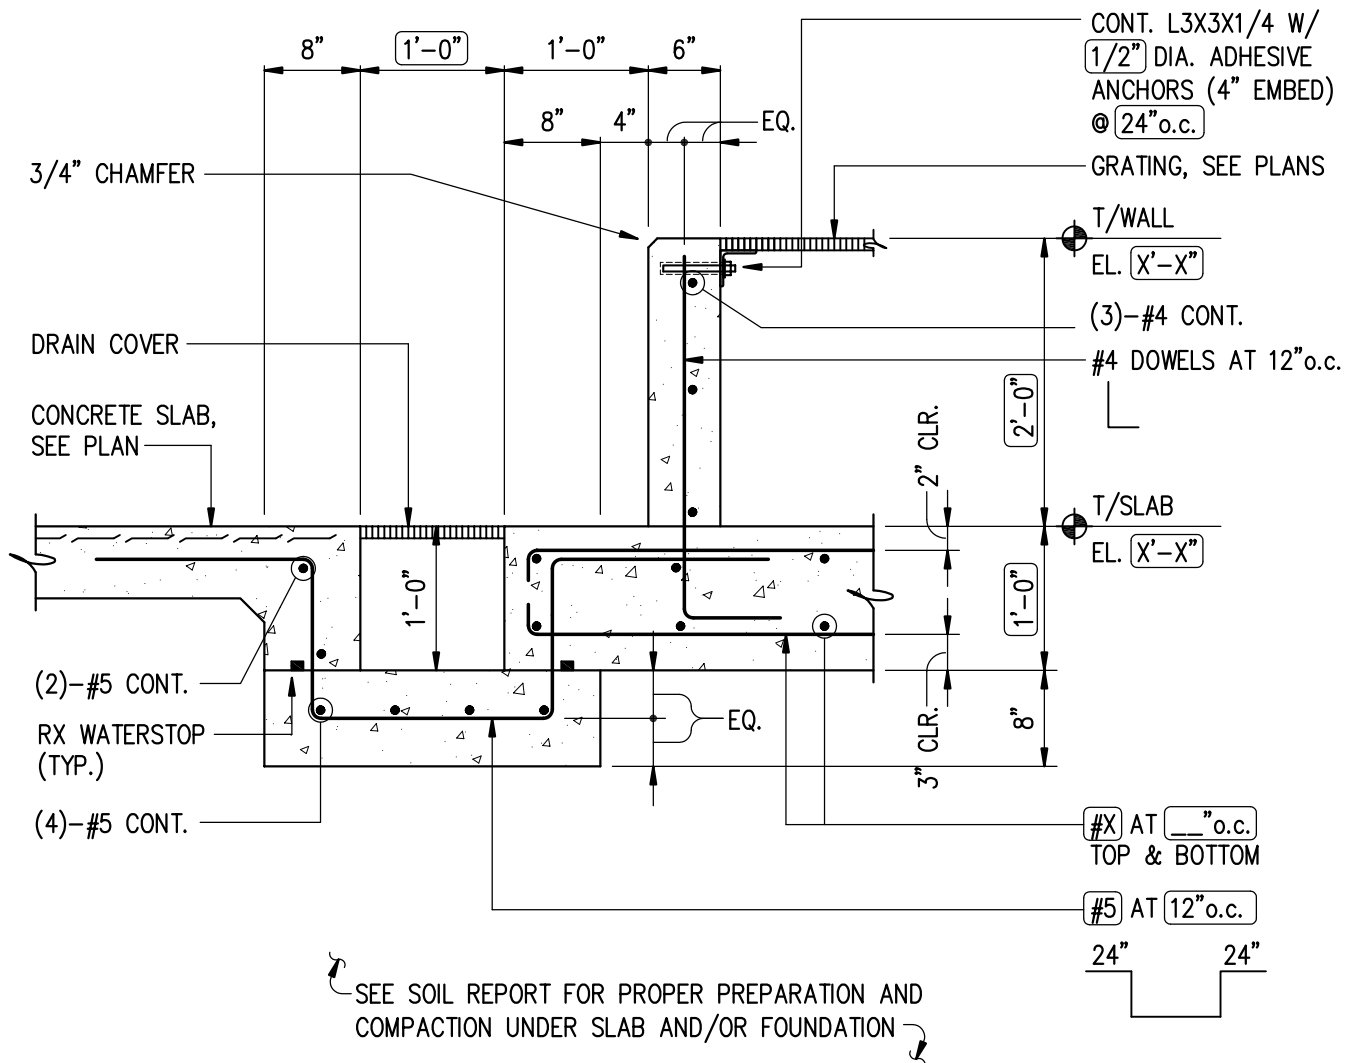 CONT. L3X3X1/4 W/
1/2" DIA. ADHESIVE
ANCHORS (4" EMBED)
@ 24"o.c.
8"
1'-0"
1'-0"
6"
8"
4"
EQ.
3/4" CHAMFER
GRATING, SEE PLANS
T/WALL
EL. X'-X"
(3)-#4 CONT.
DRAIN COVER
#4 DOWELS AT 12"o.c.
CONCRETE SLAB,
SEE PLAN
2" CLR.
2'-0"
T/SLAB
EL. X'-X"
1'-0"
1'-0"
(2)-#5 CONT.
RX WATERSTOP
(TYP.)
EQ.
3" CLR.
8"
(4)-#5 CONT.
#X AT __"o.c.
TOP & BOTTOM
#5 AT 12"o.c.
24"
24"
SEE SOIL REPORT FOR PROPER PREPARATION AND
COMPACTION UNDER SLAB AND/OR FOUNDATION